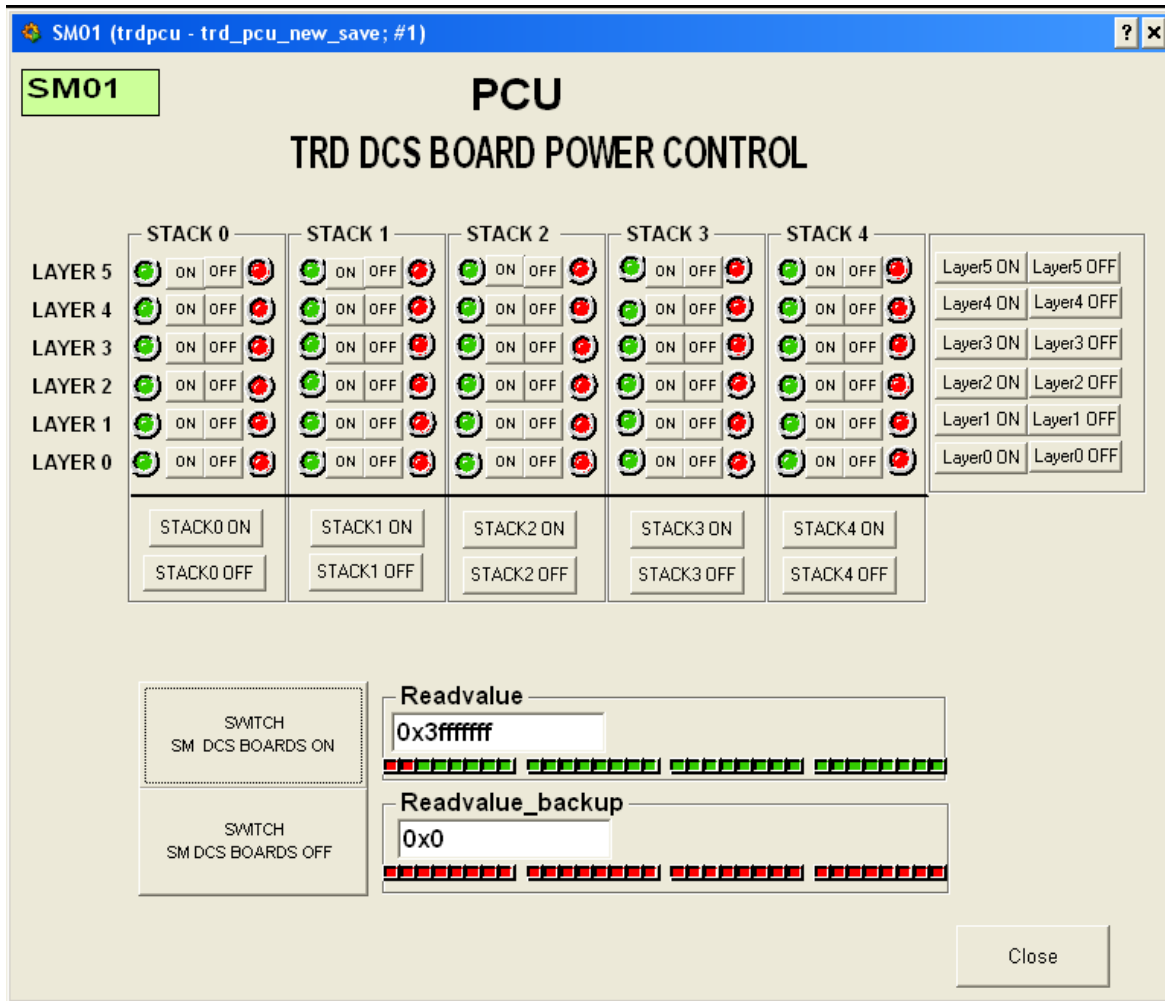 SM01 (trdpcu - trd_pcu_new_save; #1)
SM01
PCU
TRD DCS BOARD POWER CONTROL
STACK 0 STACK 1 STACK 2 STACK 3 STACK 4
LAYER 5 ON OFF ON OFF ON OFF ON OFF ON OFF Layer5 ON Layer5 OFF
LAYER 4 ON OFF ON OFF ON OFF ON OFF ON OFF Layer4 ON Layer4 OFF
LAYER 3 ON OFF ON OFF ON OFF ON OFF ON OFF Layer3 ON Layer3 OFF
LAYER 2 ON OFF ON OFF ON OFF ON OFF ON OFF Layer2 ON Layer2 OFF
LAYER 1 ON OFF ON OFF ON OFF ON OFF ON OFF Layer1 ON Layer1 OFF
LAYER 0 ON OFF ON OFF ON OFF ON OFF ON OFF Layer0 ON Layer0 OFF
STACK0 ON STACK1 ON STACK2 ON STACK3 ON STACK4 ON
STACK0 OFF STACK1 OFF STACK2 OFF STACK3 OFF STACK4 OFF
SWITCH
SM DCS BOARDS ON
Readvalue
0x3fffffff
SWITCH
SM DCS BOARDS OFF
Readvalue_backup
0x0
Close